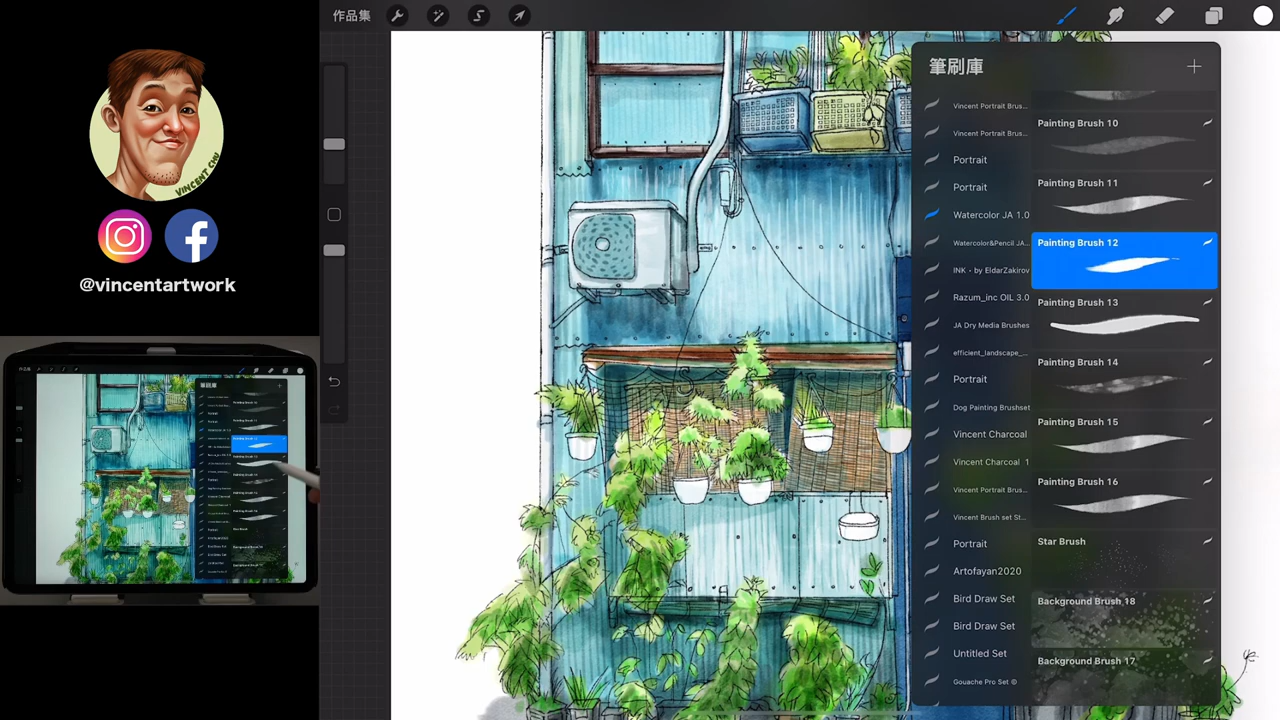 作品集
VINCENT CHU
@vincentartwork
筆刷庫
Vincent Portrait Brus...
Vincent Portrait Brus...
Portrait
Portrait
Watercolor JA 1.0
Watercolor&Pencil JA...
INK • by EldarZakirov
Razum_inc OIL 3.0
JA Dry Media Brushes
efficient_landscape_...
Portrait
Dog Painting Brushset
Vincent Charcoal
Vincent Charcoal 1
Vincent Portrait Brus...
Vincent Brush set St...
Portrait
Artofayan2020
Bird Draw Set
Bird Draw Set
Untitled Set
Gouache Pro Set ©
Painting Brush 10
Painting Brush 11
Painting Brush 12
Painting Brush 13
Painting Brush 14
Painting Brush 15
Painting Brush 16
Star Brush
Background Brush 18
Background Brush 17